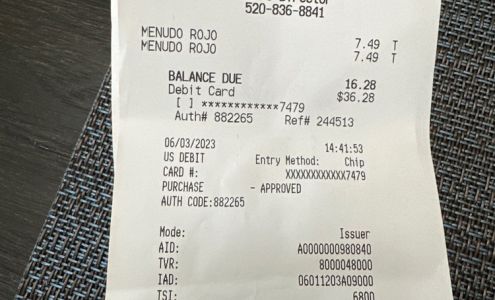 520-836-8841
MENUDO ROJO 7.49 T
MENUDO ROJO 7.49 T
BALANCE DUE 16.28
Debit Card $36.28
[ ] ************7479
Auth# 882265 Ref# 244513
06/03/2023 14:41:53
US DEBIT Entry Method: Chip
CARD #: XXXXXXXXXXXX7479
PURCHASE - APPROVED
AUTH CODE:882265
Mode: Issuer
AID: A0000000980840
TVR: 8000048000
IAD: 06011203A09000
TSI: 6800